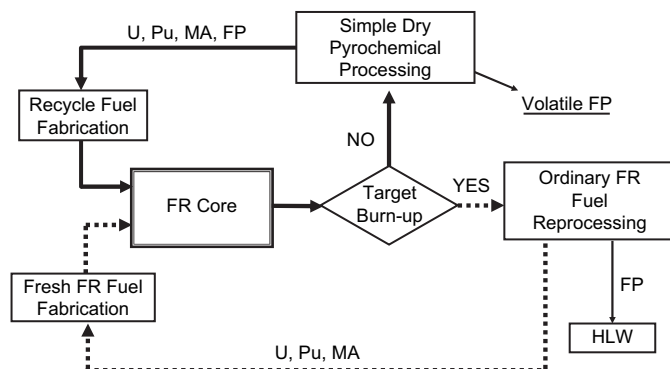 U, Pu, MA, FP
Simple Dry
Pyrochemical
Processing
Volatile FP
Recycle Fuel
Fabrication
NO
FR Core
Target
Burn-up
YES
Ordinary FR
Fuel
Reprocessing
Fresh FR Fuel
Fabrication
FP
HLW
U, Pu, MA